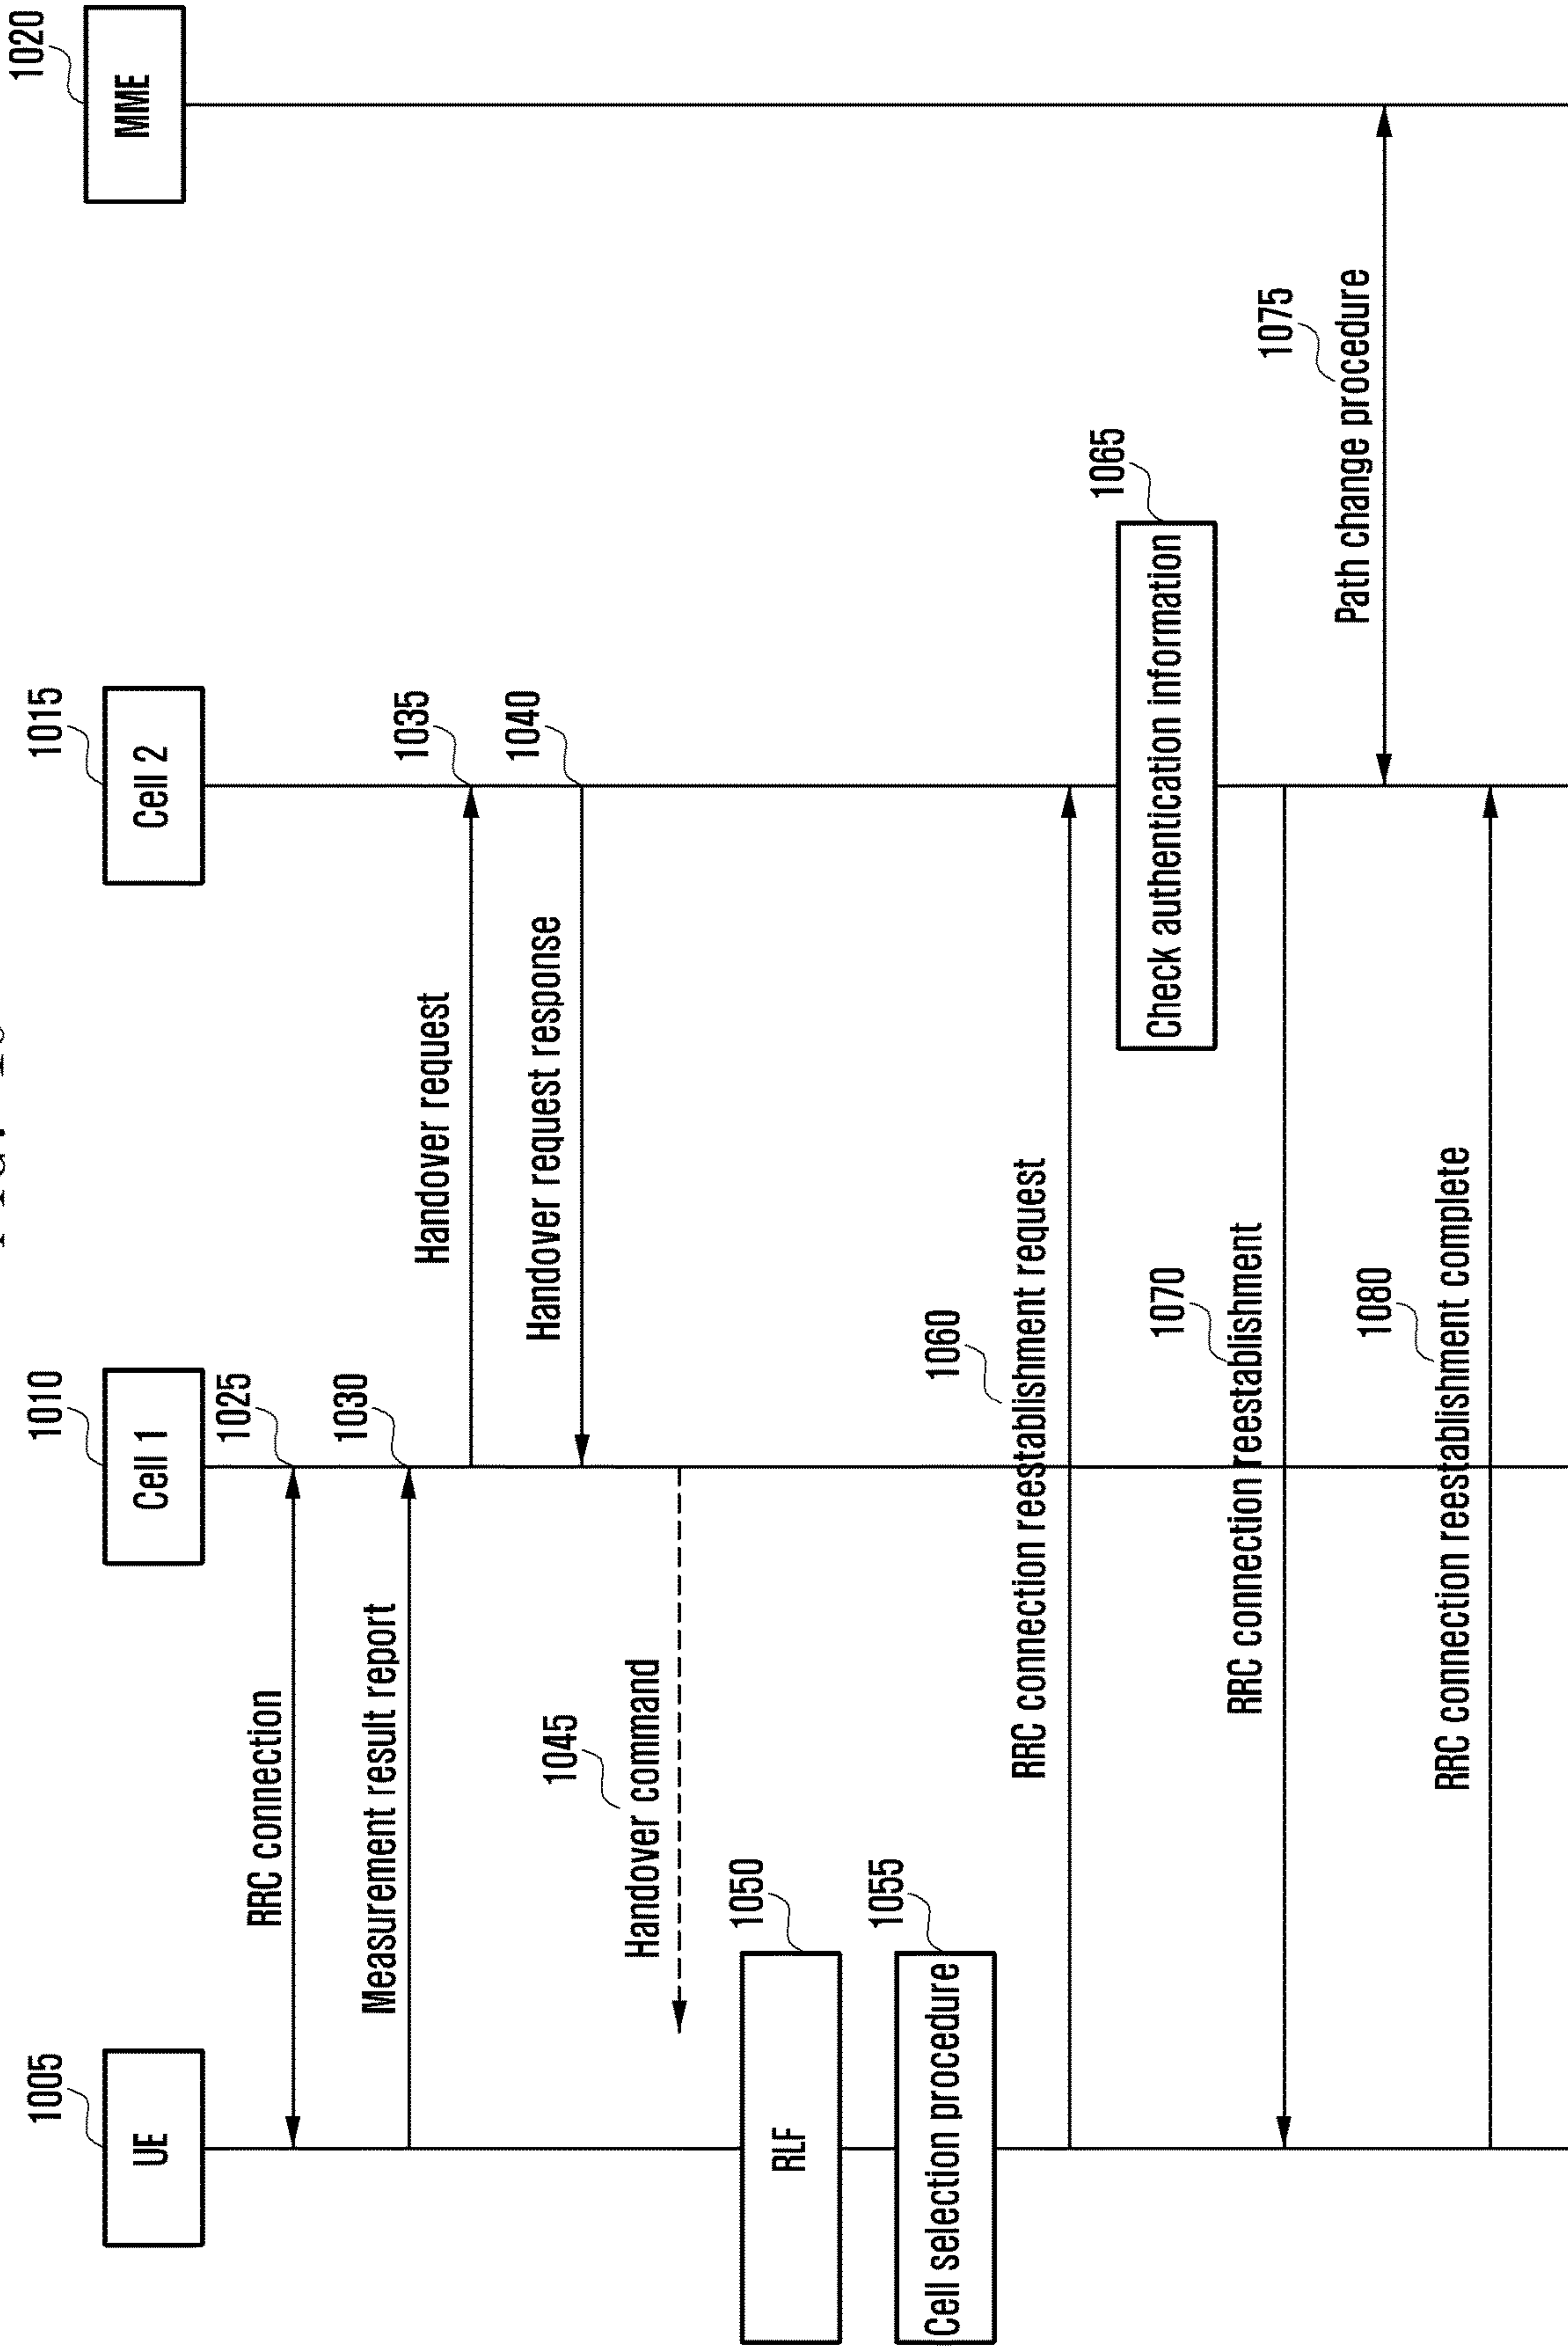 1005
UE
1010
Cell 1
1015
Cell 2
1020
MME
RRC connection
1025
Measurement result report
1030
Handover request
1035
Handover request response
1040
1045
Handover command
1050
RLF
1055
Cell selection procedure
1060
RRC connection reestablishment request
1065
Check authentication information
1070
RRC connection reestablishment
1075
Path change procedure
1080
RRC connection reestablishment complete